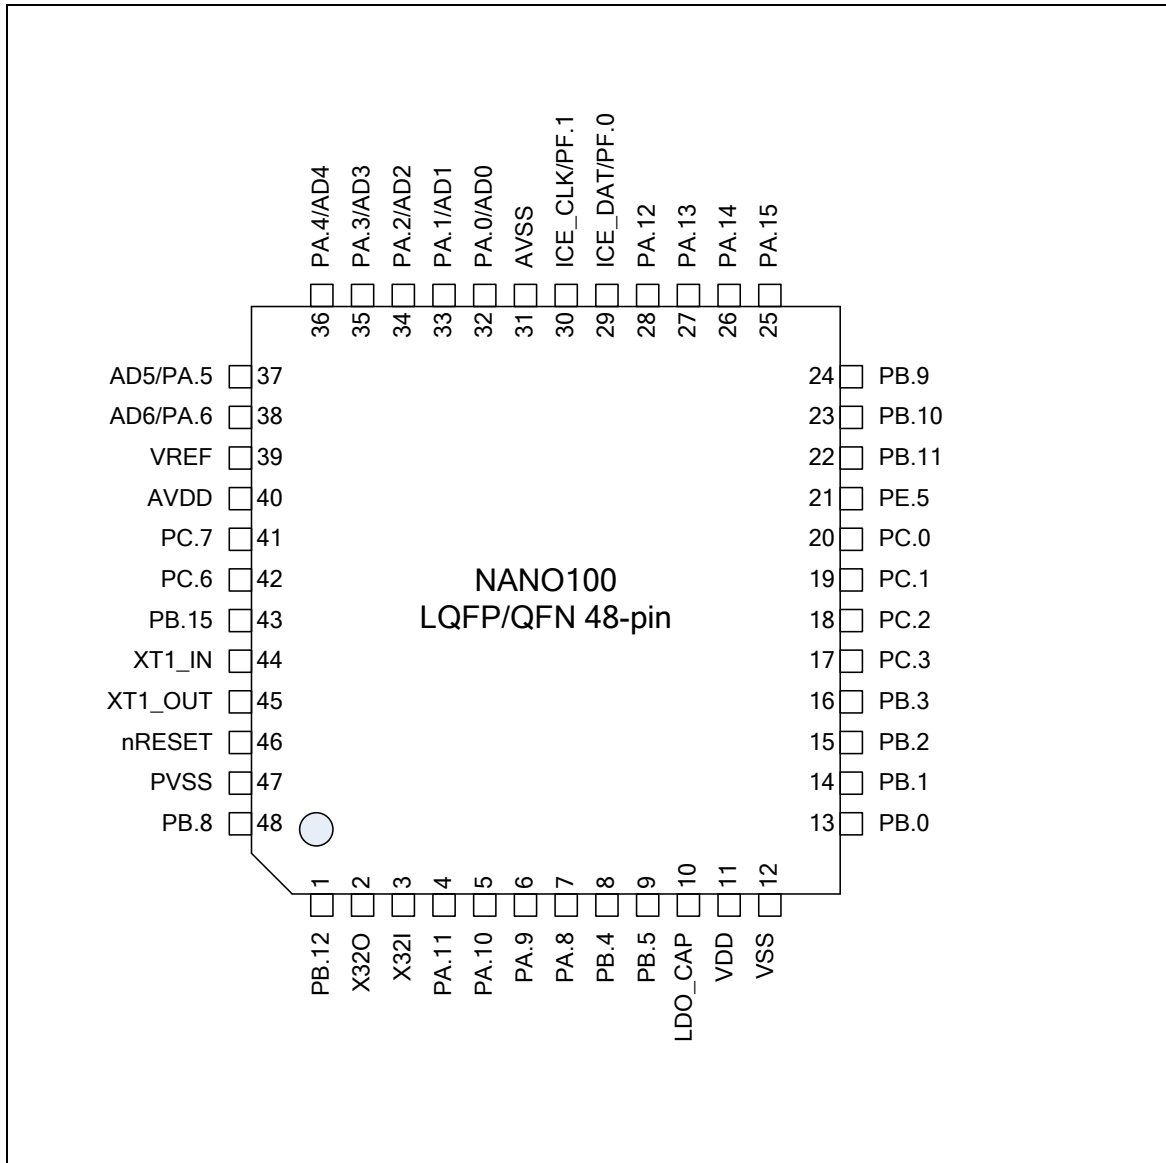 PA.4/AD4
PA.3/AD3
PA.2/AD2
PA.1/AD1
PA.0/AD0
AVSS
ICE_CLK/PF.1
ICE_DAT/PF.0
PA.12
PA.13
PA.14
PA.15
36
35
34
33
32
31
30
29
28
27
26
25
AD5/PA.5 37
AD6/PA.6 38
VREF 39
AVDD 40
PC.7 41
PC.6 42
PB.15 43
XT1_IN 44
XT1_OUT 45
nRESET 46
PVSS 47
PB.8 48
NANO100
LQFP/QFN 48-pin
24 PB.9
23 PB.10
22 PB.11
21 PE.5
20 PC.0
19 PC.1
18 PC.2
17 PC.3
16 PB.3
15 PB.2
14 PB.1
13 PB.0
1
2
3
4
5
6
7
8
9
10
11
12
PB.12
X32O
X32I
PA.11
PA.10
PA.9
PA.8
PB.4
PB.5
LDO_CAP
VDD
VSS